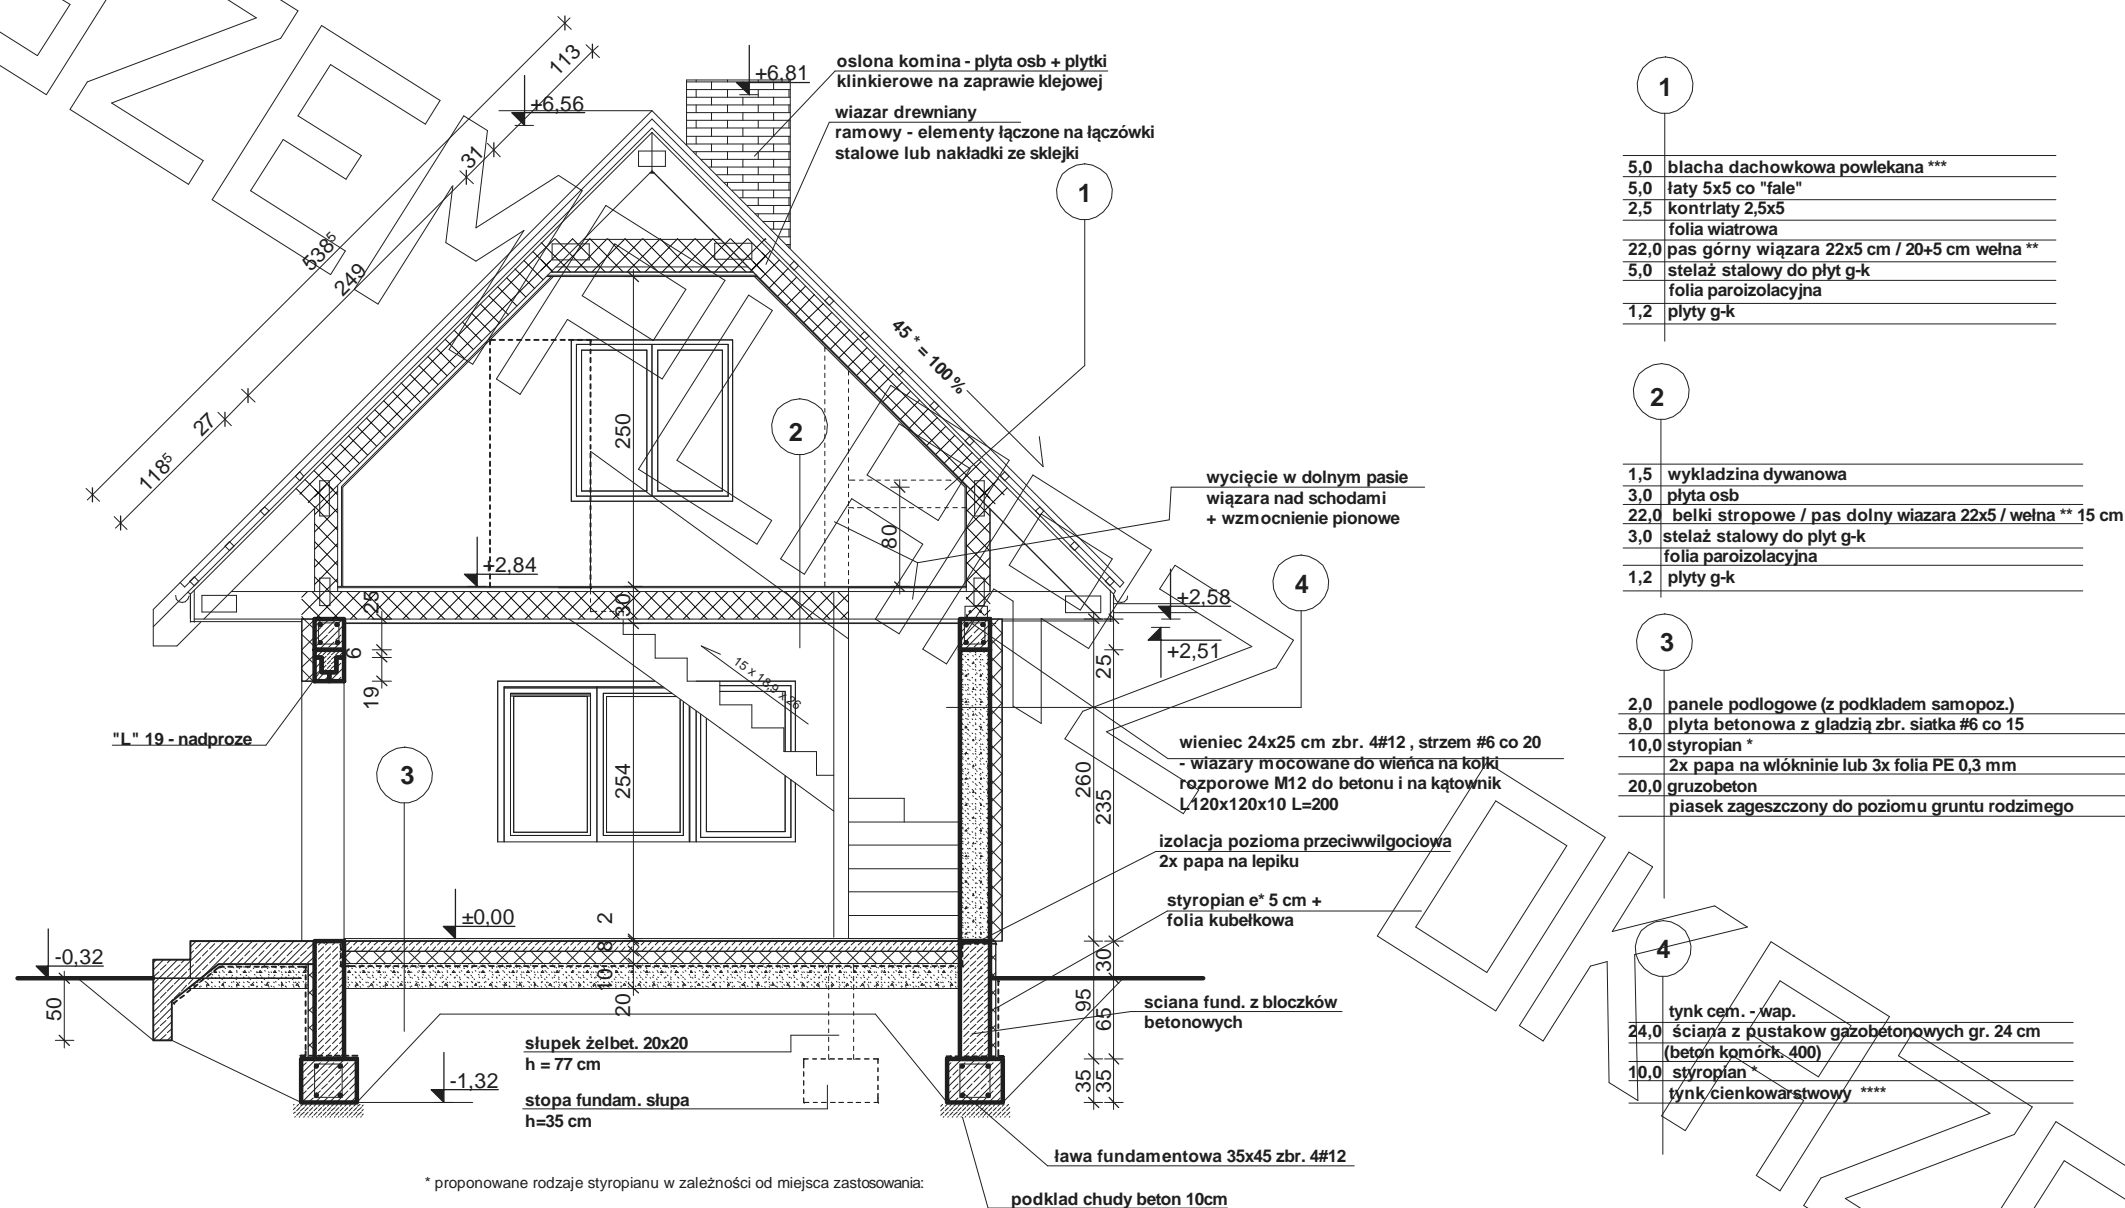 +6,81
+6,56
oslona komina - plyta osb + plytki
klinkierowe na zaprawie klejowej
wiazar drewniany
ramowy - elementy łączone na łączówki
stalowe lub nakładki ze sklejki
1
113
31
538⁵
249
27
118⁵
45 * = 100 %
250
2
80
wycięcie w dolnym pasie
wiązara nad schodami
+ wzmocnienie pionowe
4
+2,84
+2,58
+2,51
25
30
6
19
25
15 x 18,9 x 26
"L" 19 - nadproze
3
254
260
235
wieniec 24x25 cm zbr. 4#12 , strzem #6 co 20
- wiazary mocowane do wieńca na kołki
rozporowe M12 do betonu i na kątownik
L120x120x10 L=200
izolacja pozioma przeciwwilgociowa
2x papa na lepiku
styropian e* 5 cm +
folia kubełkowa
±0,00
2
8
10
20
-0,32
50
30
95
65
35
35
sciana fund. z bloczków
betonowych
słupek żelbet. 20x20
h = 77 cm
-1,32
stopa fundam. słupa
h=35 cm
ława fundamentowa 35x45 zbr. 4#12
podklad chudy beton 10cm
* proponowane rodzaje styropianu w zależności od miejsca zastosowania:
1
5,0 blacha dachowkowa powlekana ***
5,0 łaty 5x5 co "fale"
2,5 kontrlaty 2,5x5
folia wiatrowa
22,0 pas górny wiązara 22x5 cm / 20+5 cm wełna **
5,0 stelaż stalowy do płyt g-k
folia paroizolacyjna
1,2 plyty g-k
2
1,5 wykladzina dywanowa
3,0 płyta osb
22,0 belki stropowe / pas dolny wiazara 22x5 / wełna ** 15 cm
3,0 stelaż stalowy do plyt g-k
folia paroizolacyjna
1,2 plyty g-k
3
2,0 panele podlogowe (z podkladem samopoz.)
8,0 plyta betonowa z gladzią zbr. siatka #6 co 15
10,0 styropian *
2x papa na wlókninie lub 3x folia PE 0,3 mm
20,0 gruzobeton
piasek zageszczony do poziomu gruntu rodzimego
4
tynk cem. - wap.
24,0 ściana z pustakow gazobetonowych gr. 24 cm
(beton komórk. 400)
10,0 styropian *
tynk cienkowarstwowy ****